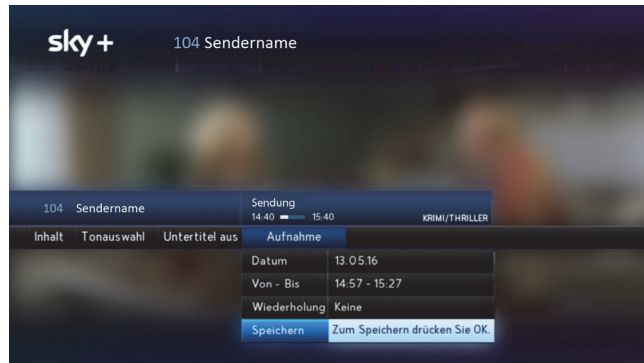 sky+
104 Sendername
104 Sendername
Sendung
14:40 15:40
KRIMI/THRILLER
Inhalt Tonauswahl Untertitel aus Aufnahme
Datum 13.05.16
Von - Bis 14:57 - 15:27
Wiederholung Keine
Speichern Zum Speichern drücken Sie OK.